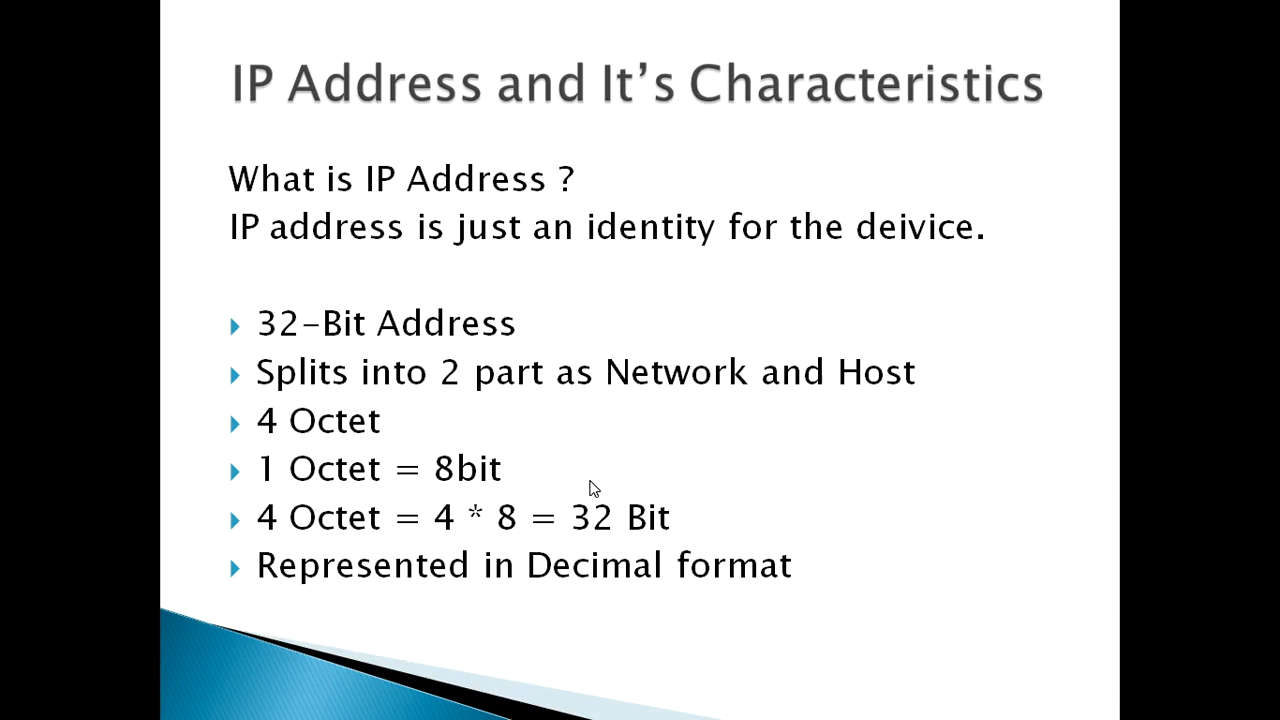 IP Address and It’s Characteristics
What is IP Address ?
IP address is just an identity for the deivice.
32-Bit Address
Splits into 2 part as Network and Host
4 Octet
1 Octet = 8bit
4 Octet = 4 * 8 = 32 Bit
Represented in Decimal format